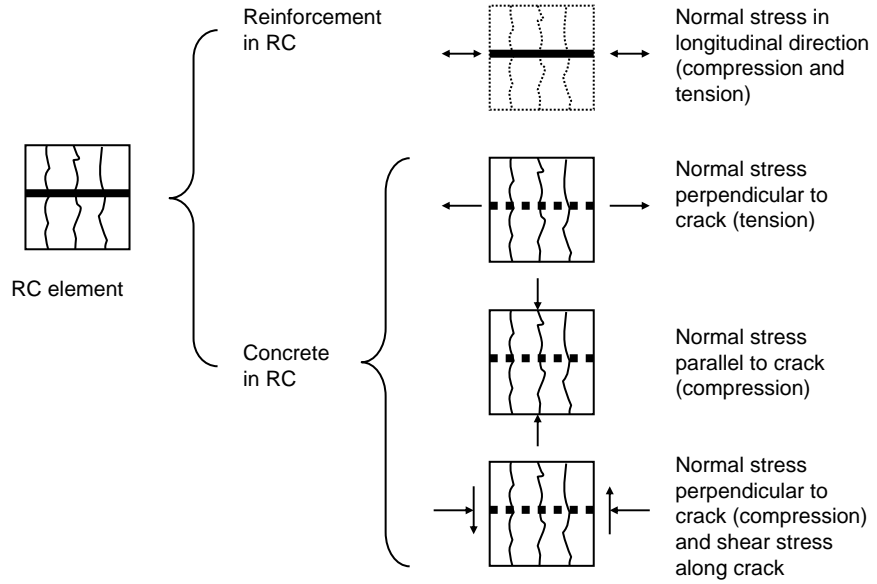 Reinforcement
in RC
Normal stress in
longitudinal direction
(compression and
tension)
RC element
Normal stress
perpendicular to
crack (tension)
Concrete
in RC
Normal stress
parallel to crack
(compression)
Normal stress
perpendicular to
crack (compression)
and shear stress
along crack